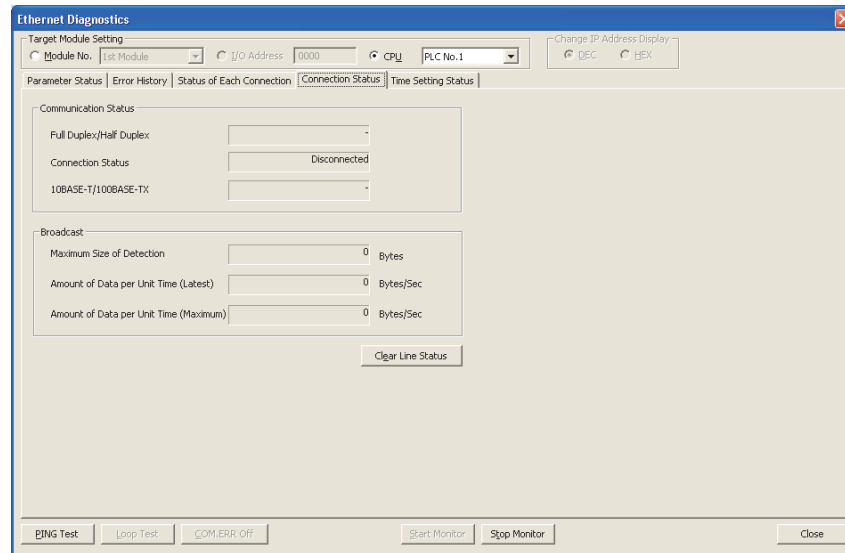 Ethernet Diagnostics
Target Module Setting
Module No. 1st Module I/O Address 0000 CPU PLC No.1
Change IP Address Display
DEC HEX
Parameter Status Error History Status of Each Connection Connection Status Time Setting Status
Communication Status
Full Duplex/Half Duplex -
Connection Status Disconnected
10BASE-T/100BASE-TX -
Broadcast
Maximum Size of Detection 0 Bytes
Amount of Data per Unit Time (Latest) 0 Bytes/Sec
Amount of Data per Unit Time (Maximum) 0 Bytes/Sec
Clear Line Status
PING Test Loop Test COM.ERR Off Start Monitor Stop Monitor Close